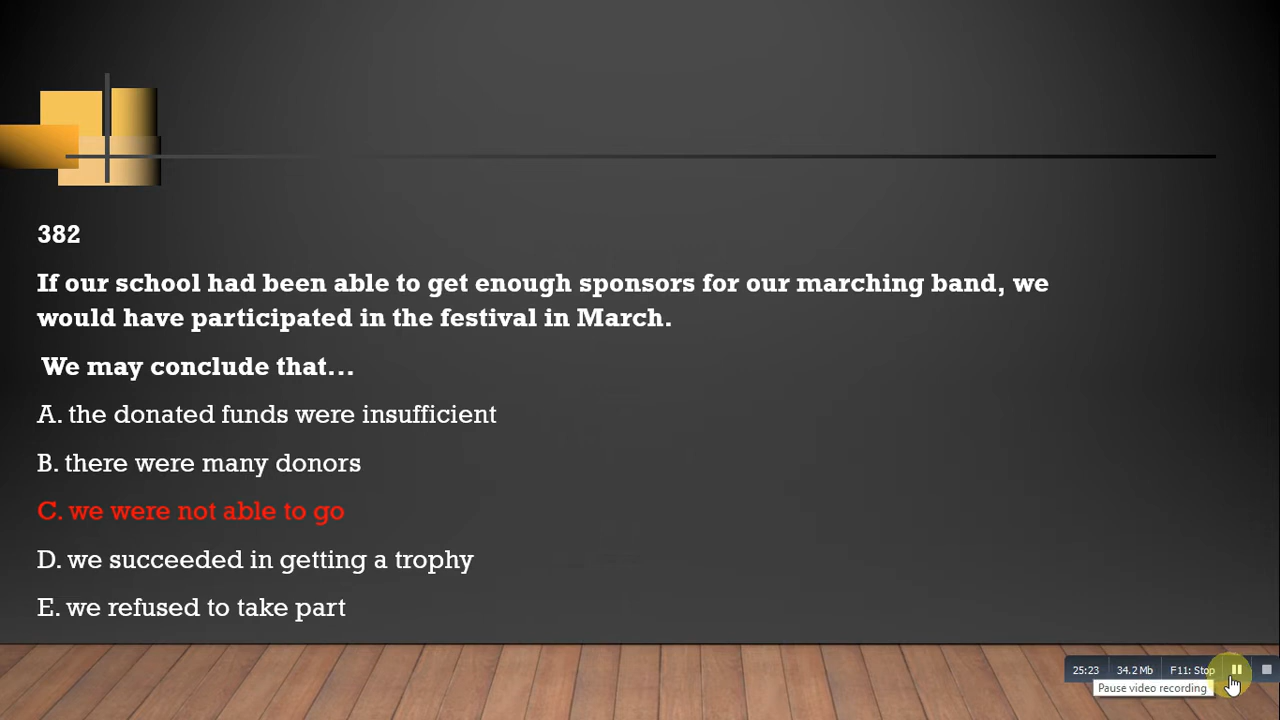 382
If our school had been able to get enough sponsors for our marching band, we
would have participated in the festival in March.
We may conclude that...
A. the donated funds were insufficient
B. there were many donors
C. we were not able to go
D. we succeeded in getting a trophy
E. we refused to take part
25:23 34.2 Mb F11: Stop
Pause video recording